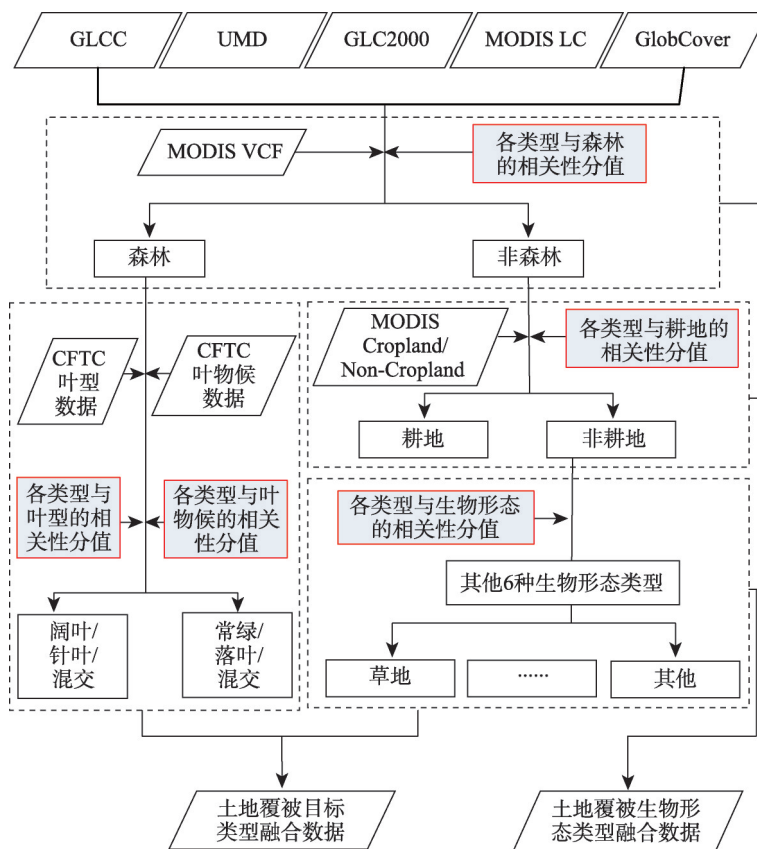 GLCC
UMD
GLC2000
MODIS LC
GlobCover
MODIS VCF
各类型与森林
的相关性分值
森林
非森林
CFTC
叶型
数据
CFTC
叶物候
数据
MODIS
Cropland/
Non-Cropland
各类型与耕地的
相关性分值
耕地
非耕地
各类型与
叶型的相
关性分值
各类型与叶
物候的相关
性分值
各类型与生物形态
的相关性分值
其他6种生物形态类型
阔叶/
针叶/
混交
常绿/
落叶/
混交
草地
……
其他
土地覆被目标
类型融合数据
土地覆被生物形
态类型融合数据